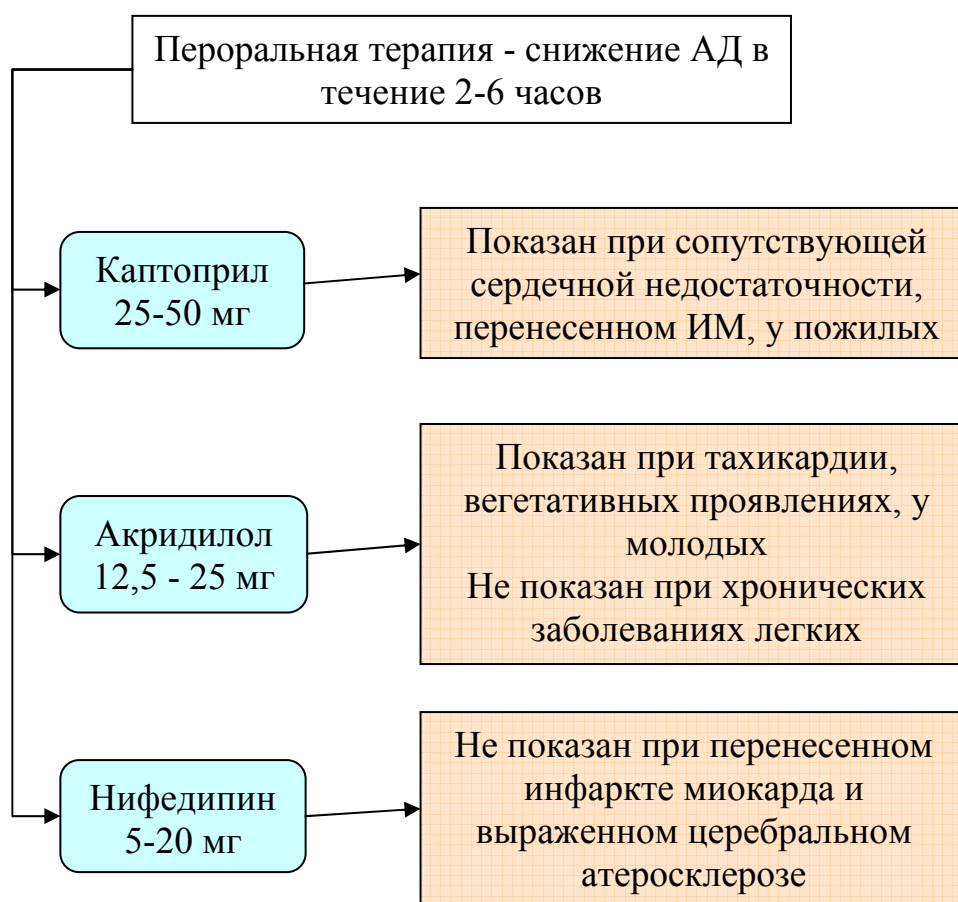 Пероральная терапия - снижение АД в
течение 2-6 часов
Каптоприл
25-50 мг
Показан при сопутствующей
сердечной недостаточности,
перенесенном ИМ, у пожилых
Акридилол
12,5 - 25 мг
Показан при тахикардии,
вегетативных проявлениях, у
молодых
Не показан при хронических
заболеваниях легких
Нифедипин
5-20 мг
Не показан при перенесенном
инфаркте миокарда и
выраженном церебральном
атеросклерозе